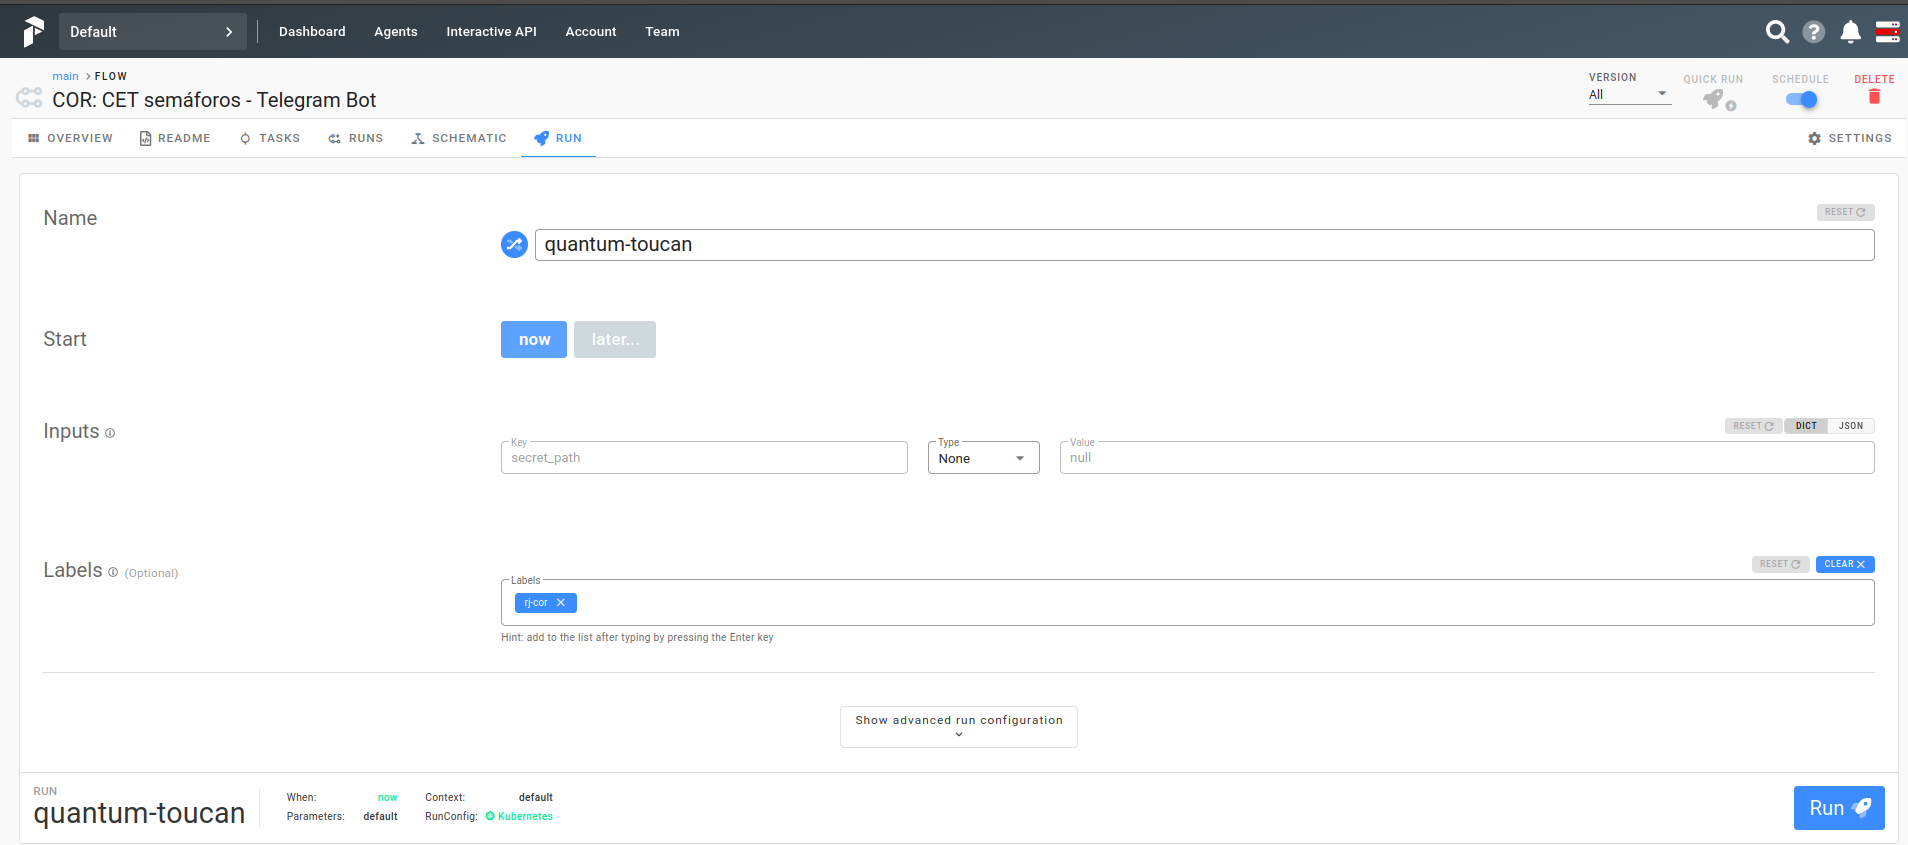 Default
Dashboard Agents Interactive API Account Team
main > FLOW
COR: CET semáforos - Telegram Bot
VERSION
All
QUICK RUN
SCHEDULE
DELETE
OVERVIEW README TASKS RUNS SCHEMATIC RUN SETTINGS
Name
RESET
quantum-toucan
Start
now later...
Inputs
RESET DICT JSON
Key Type Value
secret_path None null
Labels (Optional)
RESET CLEAR
Labels
rj-cor
Hint: add to the list after typing by pressing the Enter key
Show advanced run configuration
RUN
quantum-toucan
When: now Context: default
Parameters: default RunConfig: Kubernetes
Run